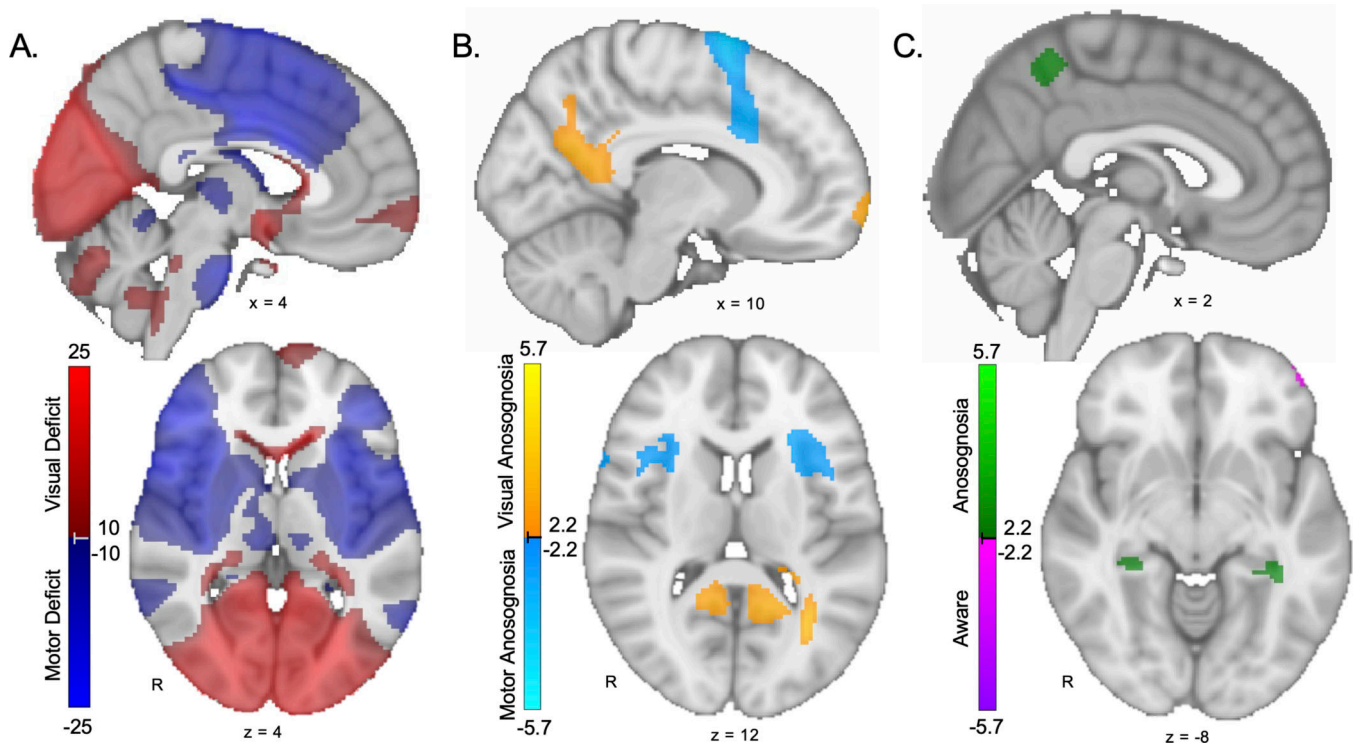 A.
x = 4
25
Visual Deficit
10
-10
Motor Deficit
-25
R
z = 4
B.
x = 10
5.7
Visual Anosognosia
2.2
-2.2
Motor Anosognosia
-5.7
R
z = 12
C.
x = 2
5.7
Anosognosia
2.2
-2.2
Aware
-5.7
R
z = -8